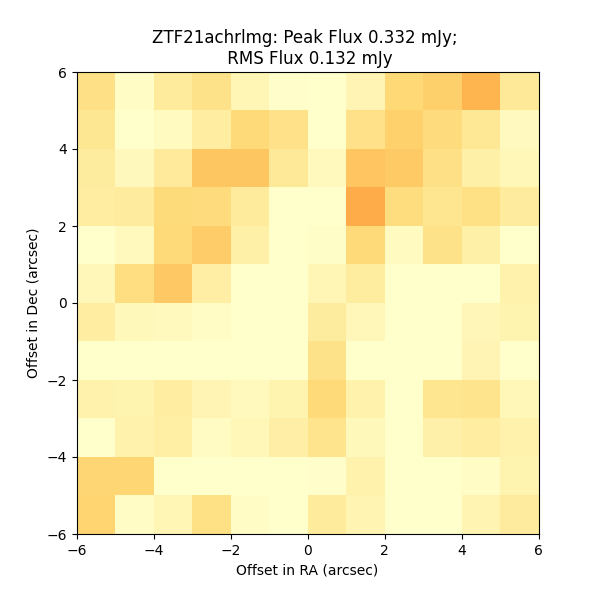 ZTF21achrlmg: Peak Flux 0.332 mJy;
RMS Flux 0.132 mJy
6
4
2
0
−2
−4
−6
Offset in Dec (arcsec)
−6 −4 −2 0 2 4 6
Offset in RA (arcsec)